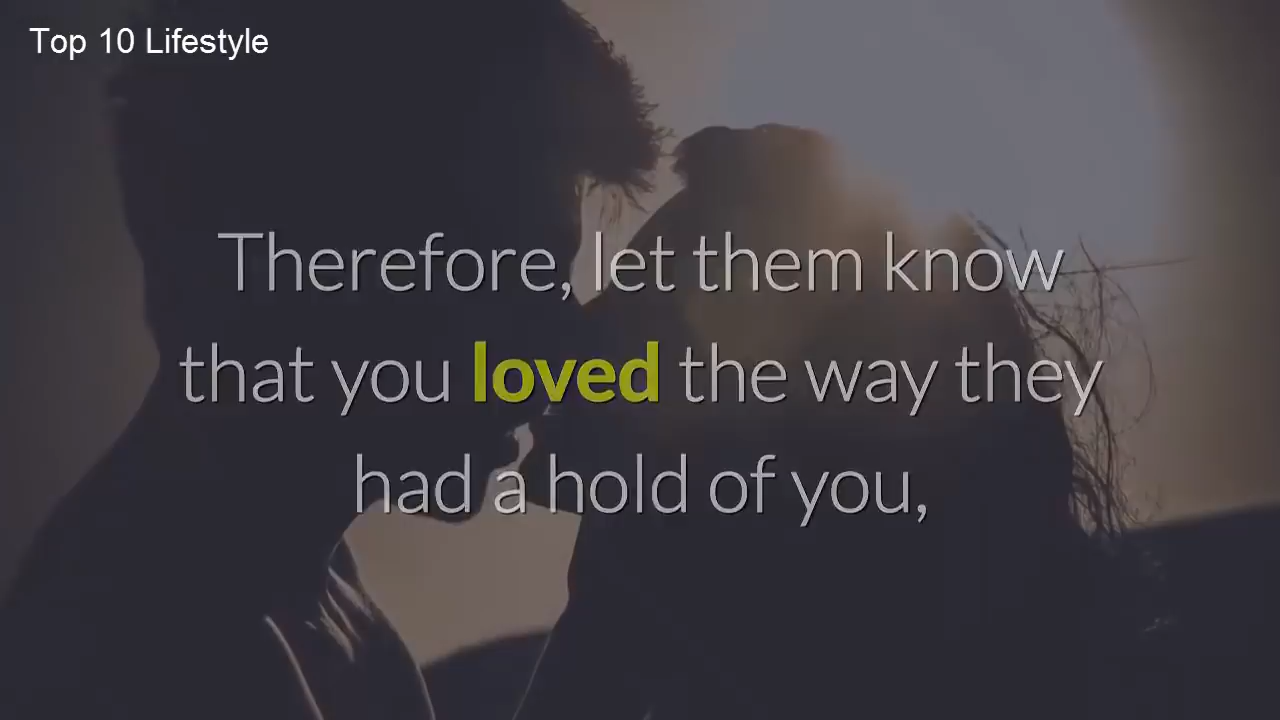 Top 10 Lifestyle
Therefore, let them know
that you loved the way they
had a hold of you,